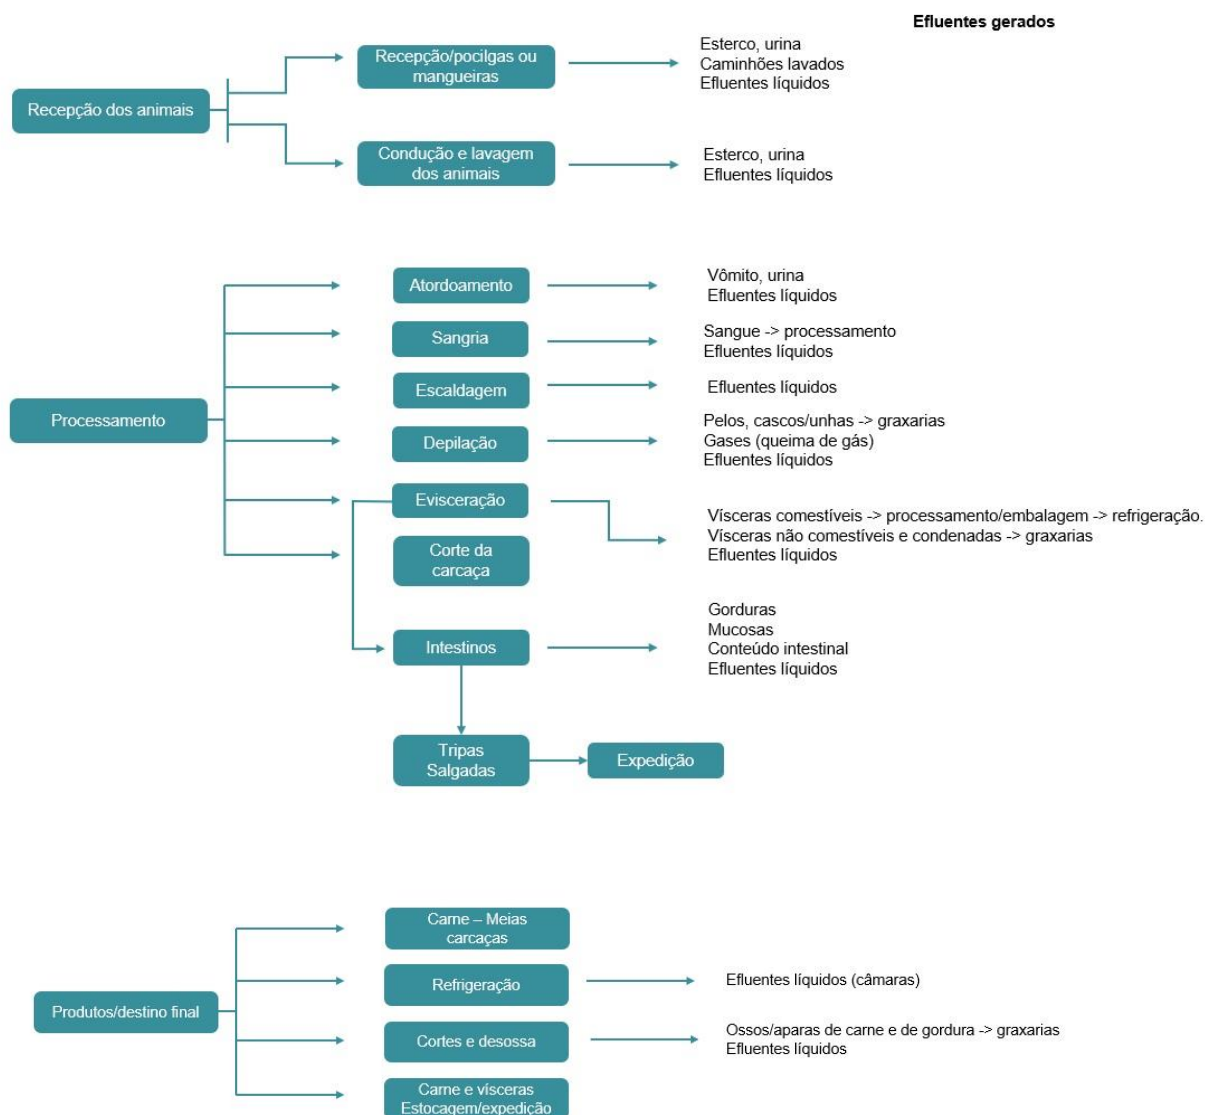 Efluentes gerados
Recepção dos animais
Recepção/pocilgas ou
mangueiras
Esterco, urina
Caminhões lavados
Efluentes líquidos
Condução e lavagem
dos animais
Esterco, urina
Efluentes líquidos
Processamento
Atordoamento
Vômito, urina
Efluentes líquidos
Sangria
Sangue -> processamento
Efluentes líquidos
Escaldagem
Efluentes líquidos
Depilação
Pelos, cascos/unhas -> graxarias
Gases (queima de gás)
Efluentes líquidos
Evisceração
Vísceras comestíveis -> processamento/embalagem -> refrigeração.
Vísceras não comestíveis e condenadas -> graxarias
Efluentes líquidos
Corte da
carcaça
Intestinos
Gorduras
Mucosas
Conteúdo intestinal
Efluentes líquidos
Tripas
Salgadas
Expedição
Produtos/destino final
Carne – Meias
carcaças
Refrigeração
Efluentes líquidos (câmaras)
Cortes e desossa
Ossos/aparas de carne e de gordura -> graxarias
Efluentes líquidos
Carne e vísceras
Estocagem/expedição